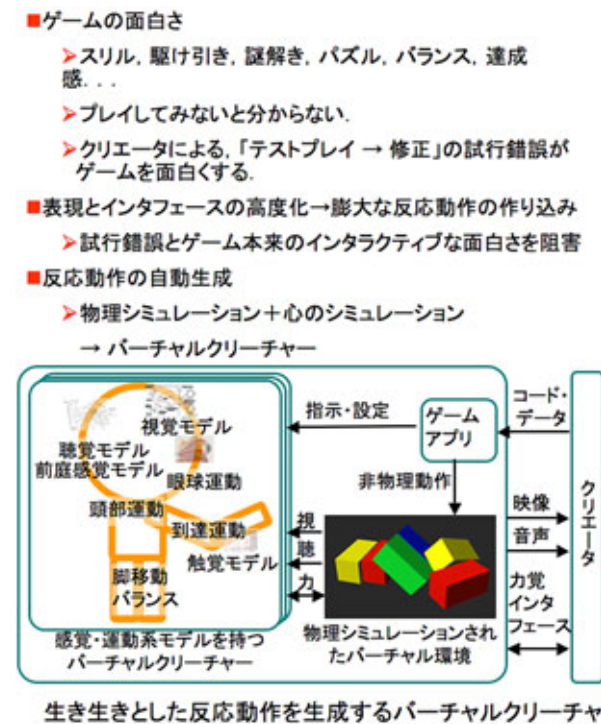 ■ゲームの面白さ
➢スリル, 駆け引き, 謎解き, パズル, バランス, 達成
感. . .
➢プレイしてみないと分からない.
➢クリエータによる, 「テストプレイ → 修正」の試行錯誤が
ゲームを面白くする.
■表現とインタフェースの高度化→膨大な反応動作の作り込み
➢試行錯誤とゲーム本来のインタラクティブな面白さを阻害
■反応動作の自動生成
➢物理シミュレーション＋心のシミュレーション
→ バーチャルクリーチャー
視覚モデル
聴覚モデル
前庭感覚モデル
眼球運動
頭部運動
到達運動
触覚モデル
脚移動
バランス
感覚・運動系モデルを持つ
バーチャルクリーチャー
指示・設定
ゲーム
アプリ
コード・
データ
非物理動作
視
聴
力
物理シミュレーションされ
たバーチャル環境
映像
音声
力覚
インタ
フェース
クリエータ
生き生きとした反応動作を生成するバーチャルクリーチャ